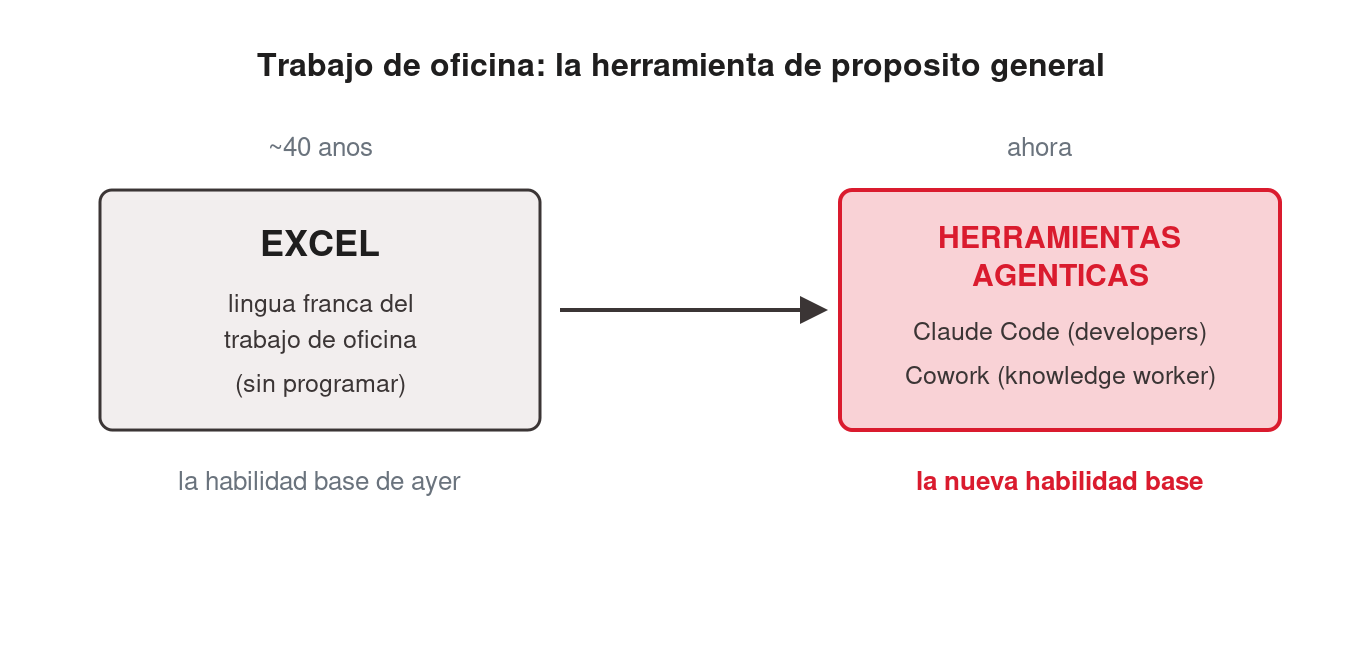 Trabajo de oficina: la herramienta de proposito general
~40 anos
ahora
EXCEL
lingua franca del
trabajo de oficina
(sin programar)
HERRAMIENTAS
AGENTICAS
Claude Code (developers)
Cowork (knowledge worker)
la habilidad base de ayer
la nueva habilidad base